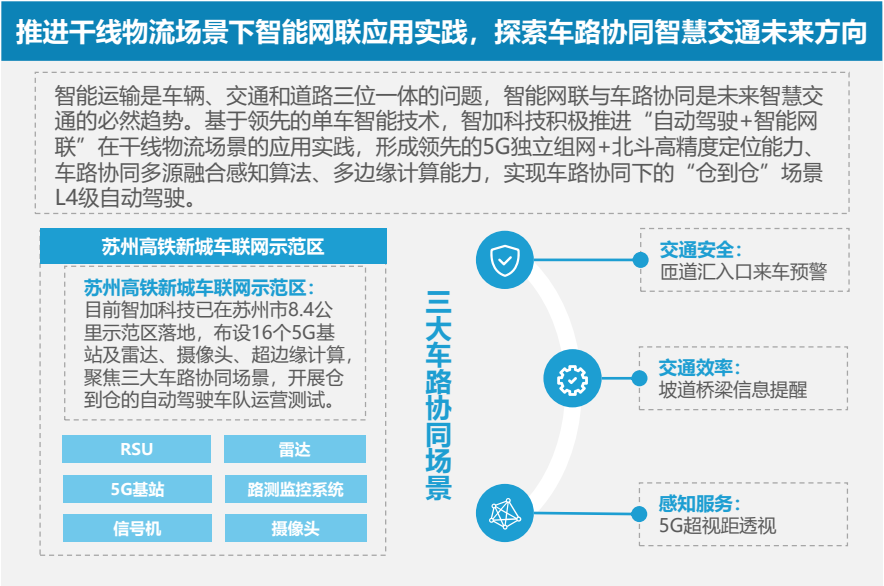 推进干线物流场景下智能网联应用实践，探索车路协同智慧交通未来方向
智能运输是车辆、交通和道路三位一体的问题，智能网联与车路协同是未来智慧交
通的必然趋势。基于领先的单车智能技术，智加科技积极推进“自动驾驶+智能网
联”在干线物流场景的应用实践，形成领先的5G独立组网+北斗高精度定位能力、
车路协同多源融合感知算法、多边缘计算能力，实现车路协同下的“仓到仓”场景
L4级自动驾驶。
苏州高铁新城车联网示范区
苏州高铁新城车联网示范区：
目前智加科技已在苏州市8.4公
里示范区落地，布设16个5G基
站及雷达、摄像头、超边缘计算，
聚焦三大车路协同场景，开展仓
到仓的自动驾驶车队运营测试。
RSU
雷达
5G基站
路测监控系统
信号机
摄像头
三大车路协同场景
交通安全：
匝道汇入口来车预警
交通效率：
坡道桥梁信息提醒
感知服务：
5G超视距透视